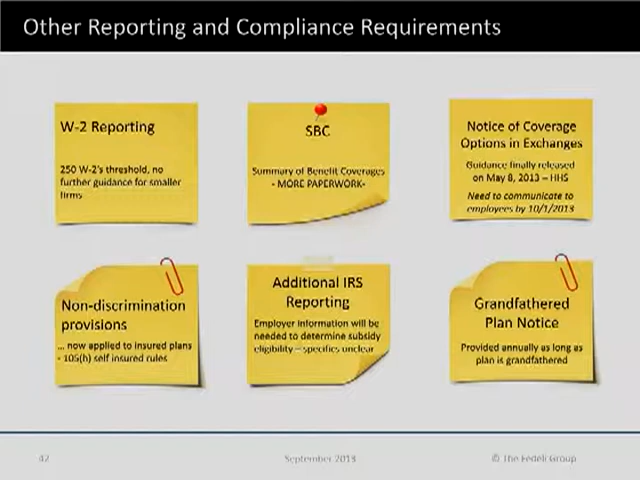 Other Reporting and Compliance Requirements
W-2 Reporting
250 W-2's threshold, no
further guidance for smaller
firms
SBC
Summary of Benefit Coverages
- MORE PAPERWORK-
Notice of Coverage
Options in Exchanges
Guidance finally released
on May 8, 2013 – HHS
Need to communicate to
employees by 10/1/2013
Non-discrimination
provisions
... now applied to insured plans
- 105(h) self insured rules
Additional IRS
Reporting
Employer information will be
needed to determine subsidy
eligibility – specifics unclear
Grandfathered
Plan Notice
Provided annually as long as
plan is grandfathered
42
September 2013
© The Fedeli Group